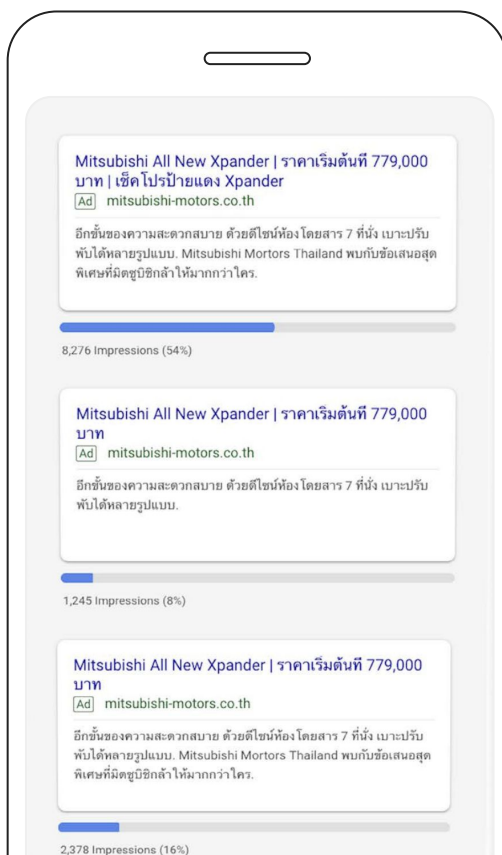 Mitsubishi All New Xpander | ราคาเริ่มต้นที่ 779,000
บาท | เช็คโปรป้ายแดง Xpander
Ad mitsubishi-motors.co.th
อีกขั้นของความสะดวกสบาย ด้วยดีไซน์ห้องโดยสาร 7 ที่นั่ง เบาะปรับ
พับได้หลายรูปแบบ. Mitsubishi Mortors Thailand พบกับข้อเสนอสุด
พิเศษที่มิตซูบิชิกล้าให้มากกว่าใคร.
8,276 Impressions (54%)
Mitsubishi All New Xpander | ราคาเริ่มต้นที่ 779,000
บาท
Ad mitsubishi-motors.co.th
อีกขั้นของความสะดวกสบาย ด้วยดีไซน์ห้องโดยสาร 7 ที่นั่ง เบาะปรับ
พับได้หลายรูปแบบ.
1,245 Impressions (8%)
Mitsubishi All New Xpander | ราคาเริ่มต้นที่ 779,000
บาท
Ad mitsubishi-motors.co.th
อีกขั้นของความสะดวกสบาย ด้วยดีไซน์ห้องโดยสาร 7 ที่นั่ง เบาะปรับ
พับได้หลายรูปแบบ. Mitsubishi Mortors Thailand พบกับข้อเสนอสุด
พิเศษที่มิตซูบิชิกล้าให้มากกว่าใคร.
2,378 Impressions (16%)